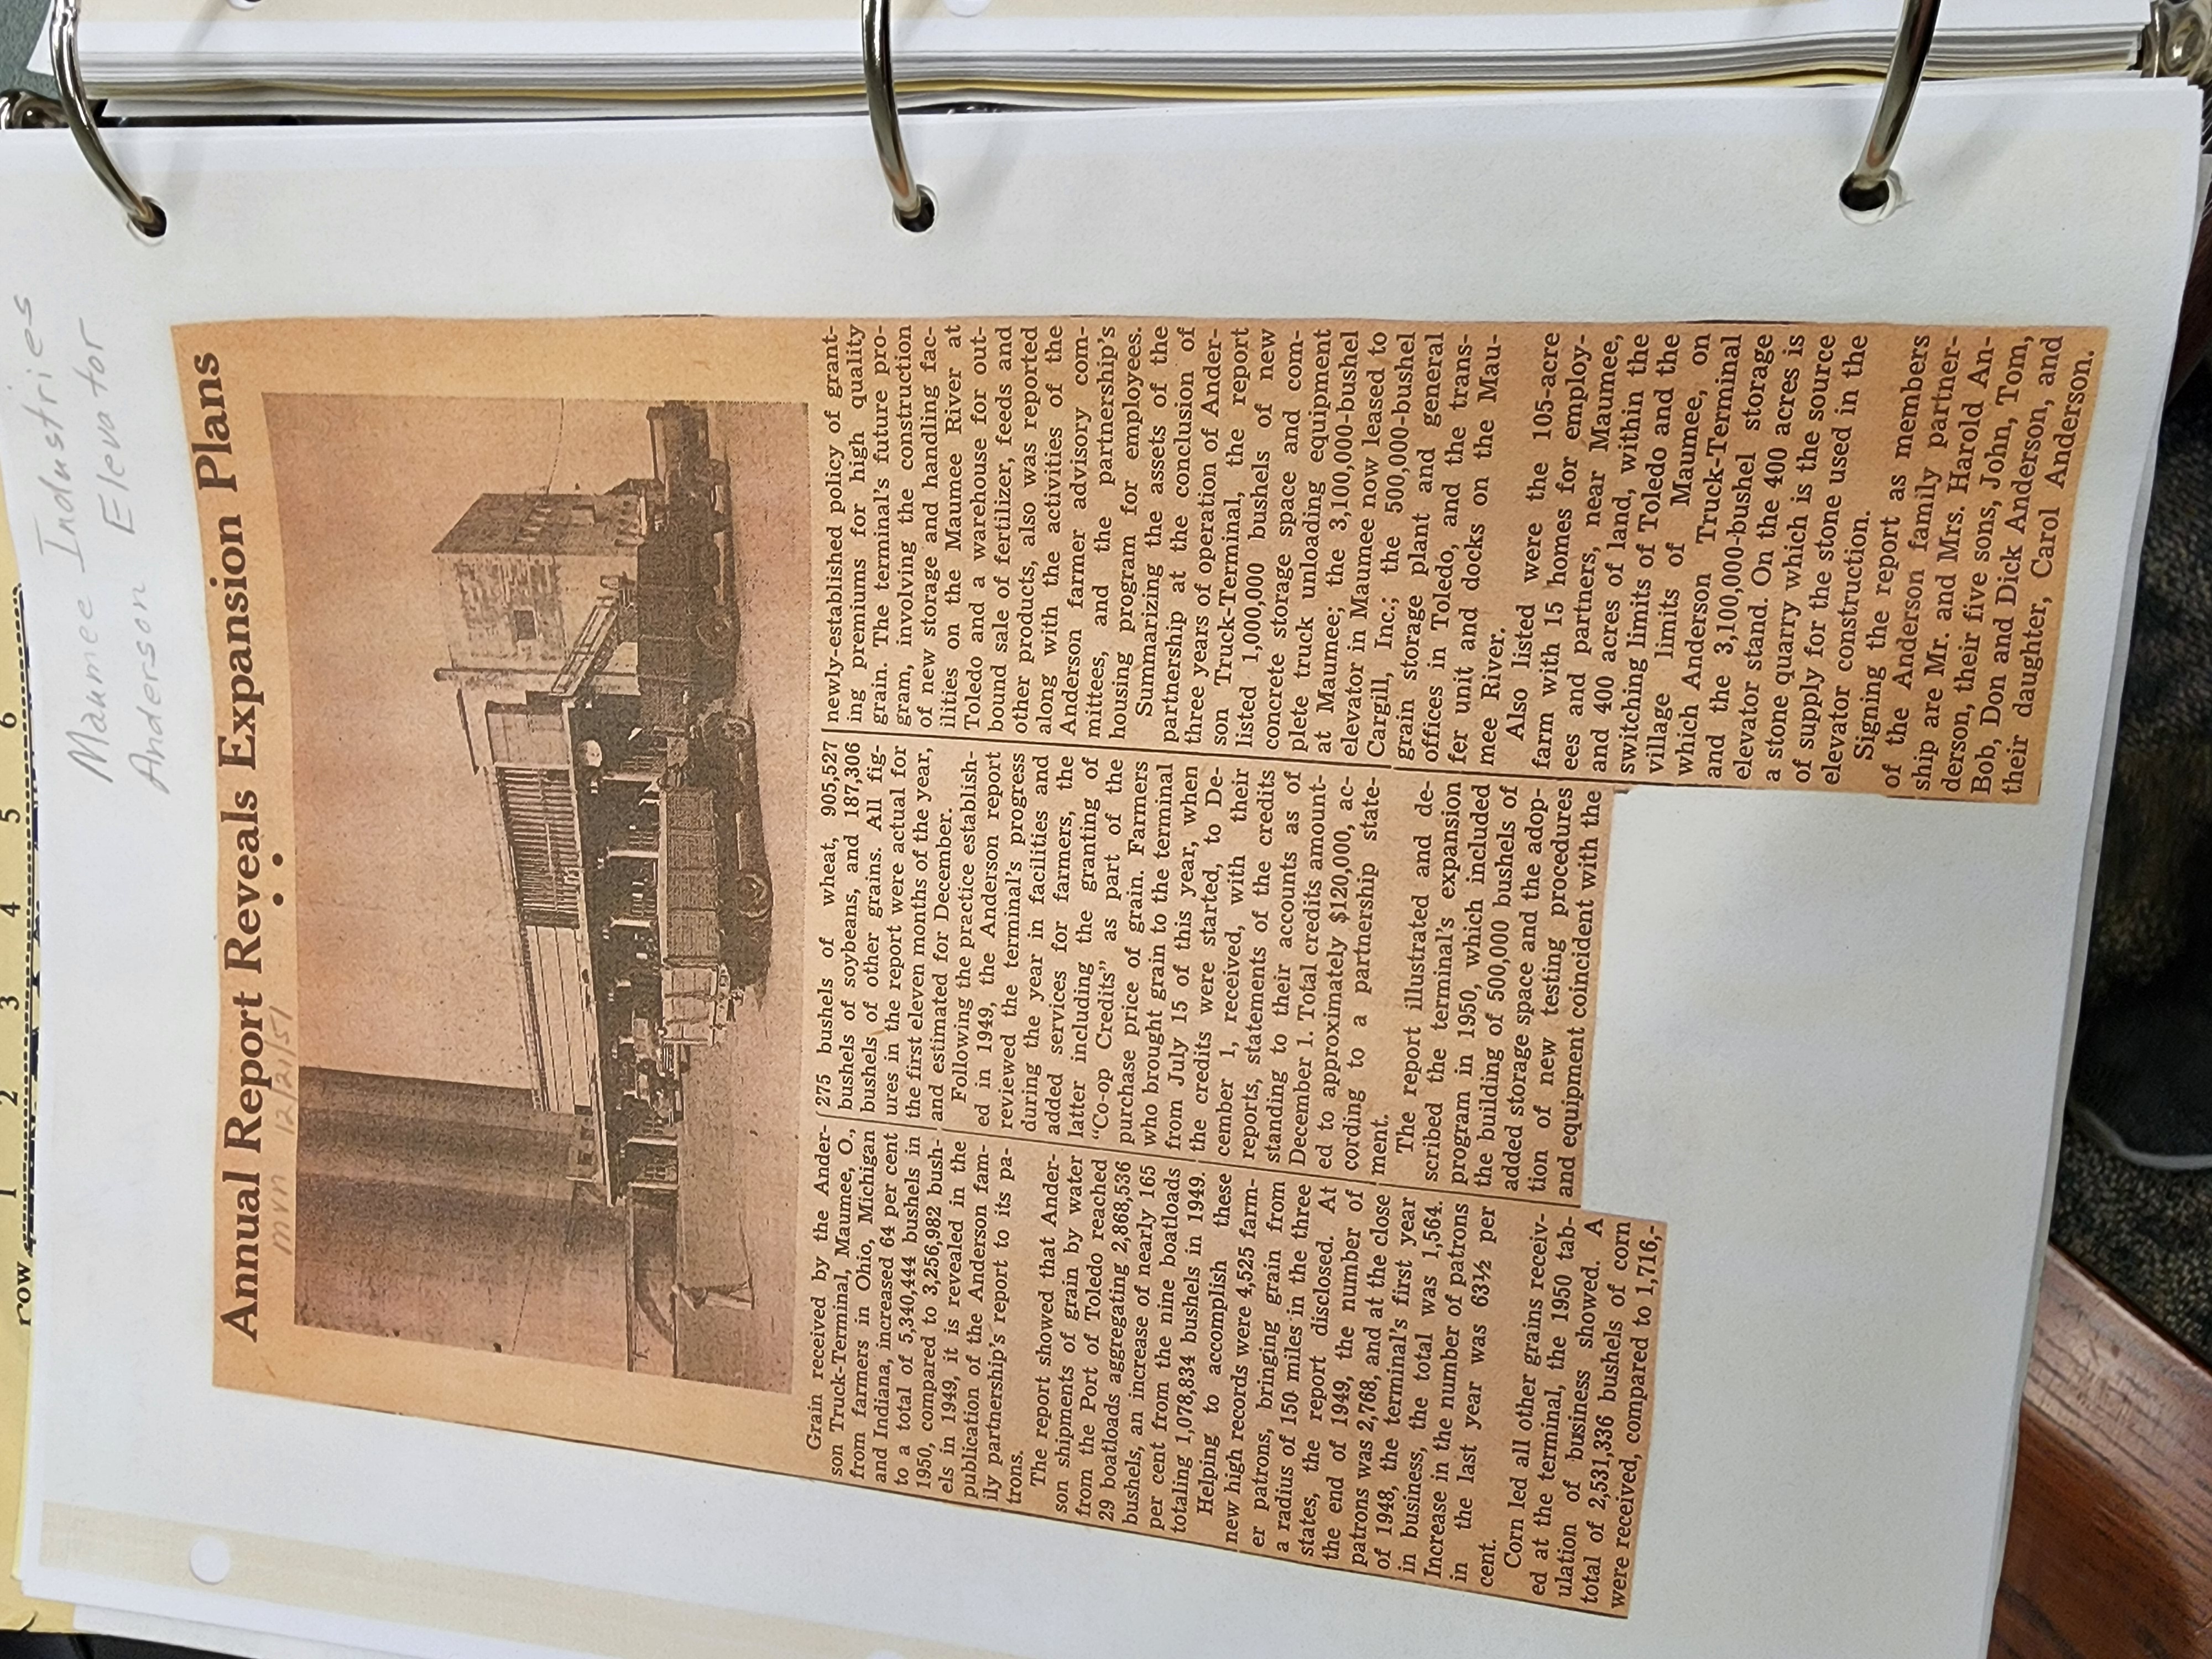 Maumee Industries
Anderson Elevator
row 1 2 3 4 5 6
Annual Report Reveals Expansion Plans
mvn 12/21/51
Grain received by the Ander-
son Truck-Terminal, Maumee, O.,
from farmers in Ohio, Michigan
and Indiana, increased 64 per cent
to a total of 5,340,444 bushels in
1950, compared to 3,256,982 bush-
els in 1949, it is revealed in the
publication of the Anderson fam-
ily partnership's report to its pa-
trons.
The report showed that Ander-
son shipments of grain by water
from the Port of Toledo reached
29 boatloads aggregating 2,868,536
bushels, an increase of nearly 165
per cent from the nine boatloads
totaling 1,078,834 bushels in 1949.
Helping to accomplish these
new high records were 4,525 farm-
er patrons, bringing grain from
a radius of 150 miles in the three
states, the report disclosed. At
the end of 1949, the number of
patrons was 2,768, and at the close
of 1948, the terminal's first year
in business, the total was 1,564.
Increase in the number of patrons
in the last year was 63½ per
cent.
Corn led all other grains receiv-
ed at the terminal, the 1950 tab-
ulation of business showed. A
total of 2,531,336 bushels of corn
were received, compared to 1,716,-
275 bushels of wheat, 905,527
bushels of soybeans, and 187,306
bushels of other grains. All fig-
ures in the report were actual for
the first eleven months of the year,
and estimated for December.
Following the practice establish-
ed in 1949, the Anderson report
reviewed the terminal's progress
during the year in facilities and
added services for farmers, the
latter including the granting of
"Co-op Credits" as part of the
purchase price of grain. Farmers
who brought grain to the terminal
from July 15 of this year, when
the credits were started, to De-
cember 1, received, with their
reports, statements of the credits
standing to their accounts as of
December 1. Total credits amount-
ed to approximately $120,000, ac-
cording to a partnership state-
ment.
The report illustrated and de-
scribed the terminal's expansion
program in 1950, which included
the building of 500,000 bushels of
added storage space and the adop-
tion of new testing procedures
and equipment coincident with the
newly-established policy of grant-
ing premiums for high quality
grain. The terminal's future pro-
gram, involving the construction
of new storage and handling fac-
ilities on the Maumee River at
Toledo and a warehouse for out-
bound sale of fertilizer, feeds and
other products, also was reported
along with the activities of the
Anderson farmer advisory com-
mittees, and the partnership's
housing program for employees.
Summarizing the assets of the
partnership at the conclusion of
three years of operation of Ander-
son Truck-Terminal, the report
listed 1,000,000 bushels of new
concrete storage space and com-
plete truck unloading equipment
at Maumee; the 3,100,000-bushel
elevator in Maumee now leased to
Cargill, Inc.; the 500,000-bushel
grain storage plant and general
offices in Toledo, and the trans-
fer unit and docks on the Mau-
mee River.
Also listed were the 105-acre
farm with 15 homes for employ-
ees and partners, near Maumee,
and 400 acres of land, within the
switching limits of Toledo and the
village limits of Maumee, on
which Anderson Truck-Terminal
and the 3,100,000-bushel storage
elevator stand. On the 400 acres is
a stone quarry which is the source
of supply for the stone used in the
elevator construction.
Signing the report as members
of the Anderson family partner-
ship are Mr. and Mrs. Harold An-
derson, their five sons, John, Tom,
Bob, Don and Dick Anderson, and
their daughter, Carol Anderson.